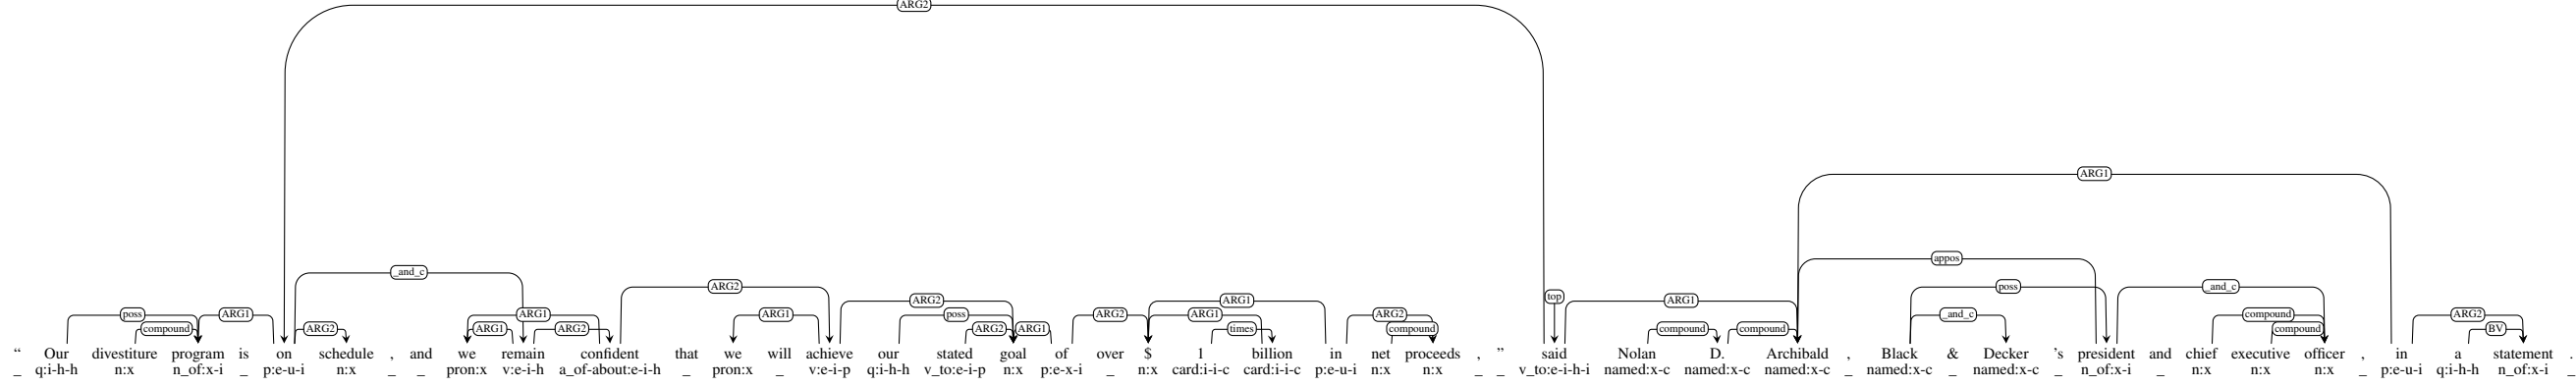 ARG2
ARG1
_and_c appos
top
ARG2 poss _and_c
ARG2 ARG1 ARG1
poss ARG1 ARG1 ARG1 poss ARG2 ARG1 ARG2 _and_c compound ARG2
compound ARG2 ARG1 ARG2 ARG2 ARG1 times compound compound compound compound BV
“ Our divestiture program is on schedule , and we remain confident that we will achieve our stated goal of over $ 1 billion in net proceeds , ” said Nolan D. Archibald , Black & Decker 's president and chief executive officer , in a statement .
_ q:i-h-h n:x n_of:x-i _ p:e-u-i n:x _ _ pron:x v:e-i-h a_of-about:e-i-h _ pron:x _ v:e-i-p q:i-h-h v_to:e-i-p n:x p:e-x-i _ n:x card:i-i-c card:i-i-c p:e-u-i n:x n:x _ _ v_to:e-i-h-i named:x-c named:x-c named:x-c _ named:x-c _ named:x-c _ n_of:x-i _ n:x n:x n:x _ p:e-u-i q:i-h-h n_of:x-i _